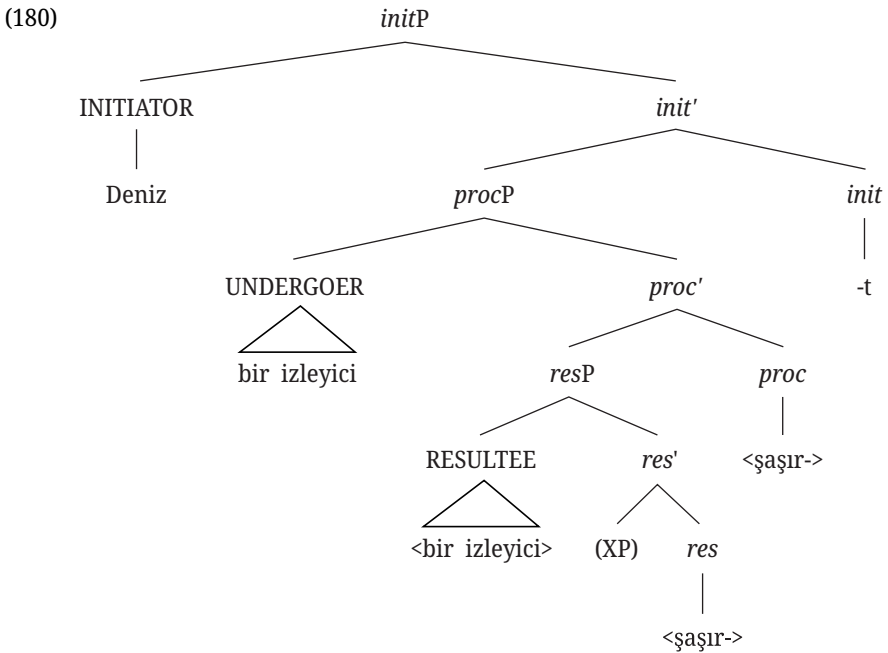 (180) initP
INITIATOR init'
Deniz procP init
UNDERGOER proc' -t
bir izleyici resP proc
RESULTEE res' <şaşır->
<bir izleyici> (XP) res
<şaşır->